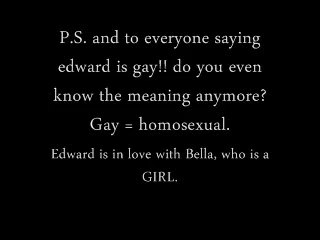 P.S. and to everyone saying
edward is gay!! do you even
know the meaning anymore?
Gay = homosexual.
Edward is in love with Bella, who is a
GIRL.